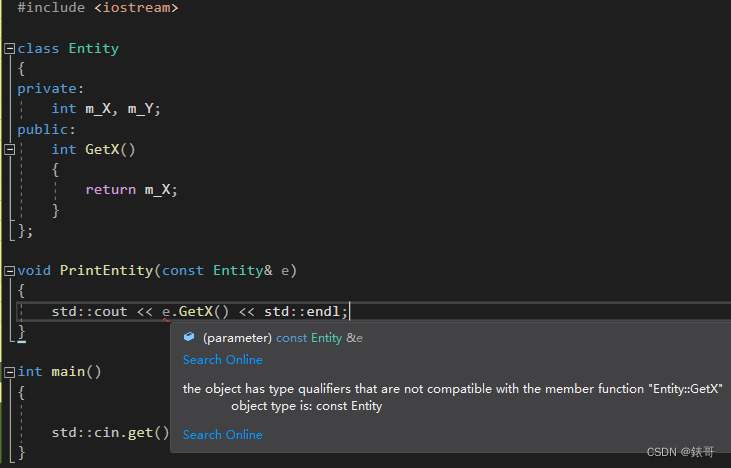 #include <iostream>
class Entity
{
private:
    int m_X, m_Y;
public:
    int GetX()
    {
        return m_X;
    }
};
void PrintEntity(const Entity& e)
{
    std::cout << e.GetX() << std::endl;
}
(parameter) const Entity &e
Search Online
the object has type qualifiers that are not compatible with the member function "Entity::GetX"
object type is: const Entity
Search Online
int main()
{
    std::cin.get()
}
CSDN @錶哥